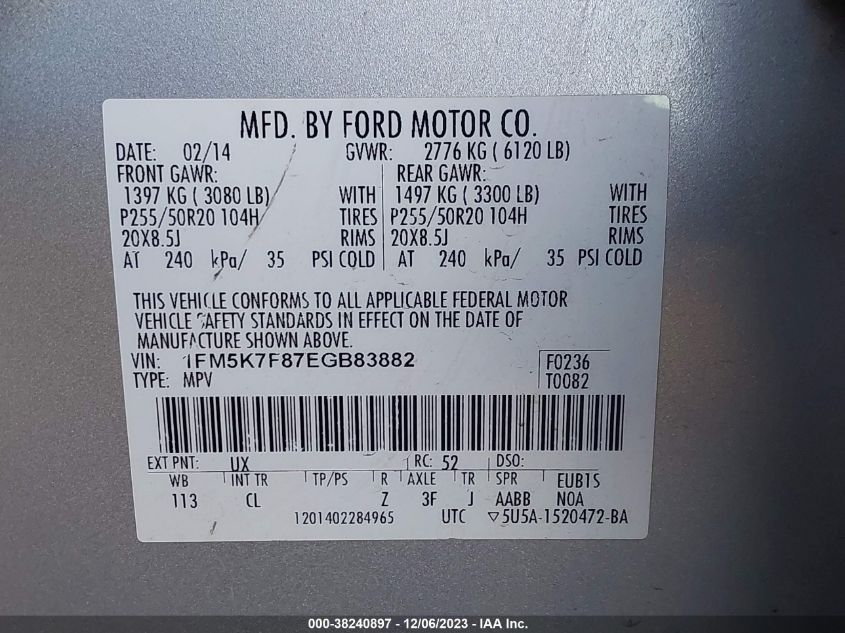 MFD. BY FORD MOTOR CO.
DATE: 02/14 GVWR: 2776 KG ( 6120 LB)
FRONT GAWR: REAR GAWR:
1397 KG ( 3080 LB) WITH 1497 KG ( 3300 LB) WITH
P255/50R20 104H TIRES P255/50R20 104H TIRES
20X8.5J RIMS 20X8.5J RIMS
AT 240 kPa/ 35 PSI COLD AT 240 kPa/ 35 PSI COLD
THIS VEHICLE CONFORMS TO ALL APPLICABLE FEDERAL MOTOR
VEHICLE SAFETY STANDARDS IN EFFECT ON THE DATE OF
MANUFACTURE SHOWN ABOVE.
VIN: 1FM5K7F87EGB83882 F0236
TYPE: MPV T0082
EXT PNT: UX RC: 52 DSO:
WB INT TR TP/PS R AXLE TR SPR EUB1S
113 CL Z 3F J AABB NOA
1201402284965 UTC ▽5U5A-1520472-BA
000-38240897 - 12/06/2023 - IAA Inc.